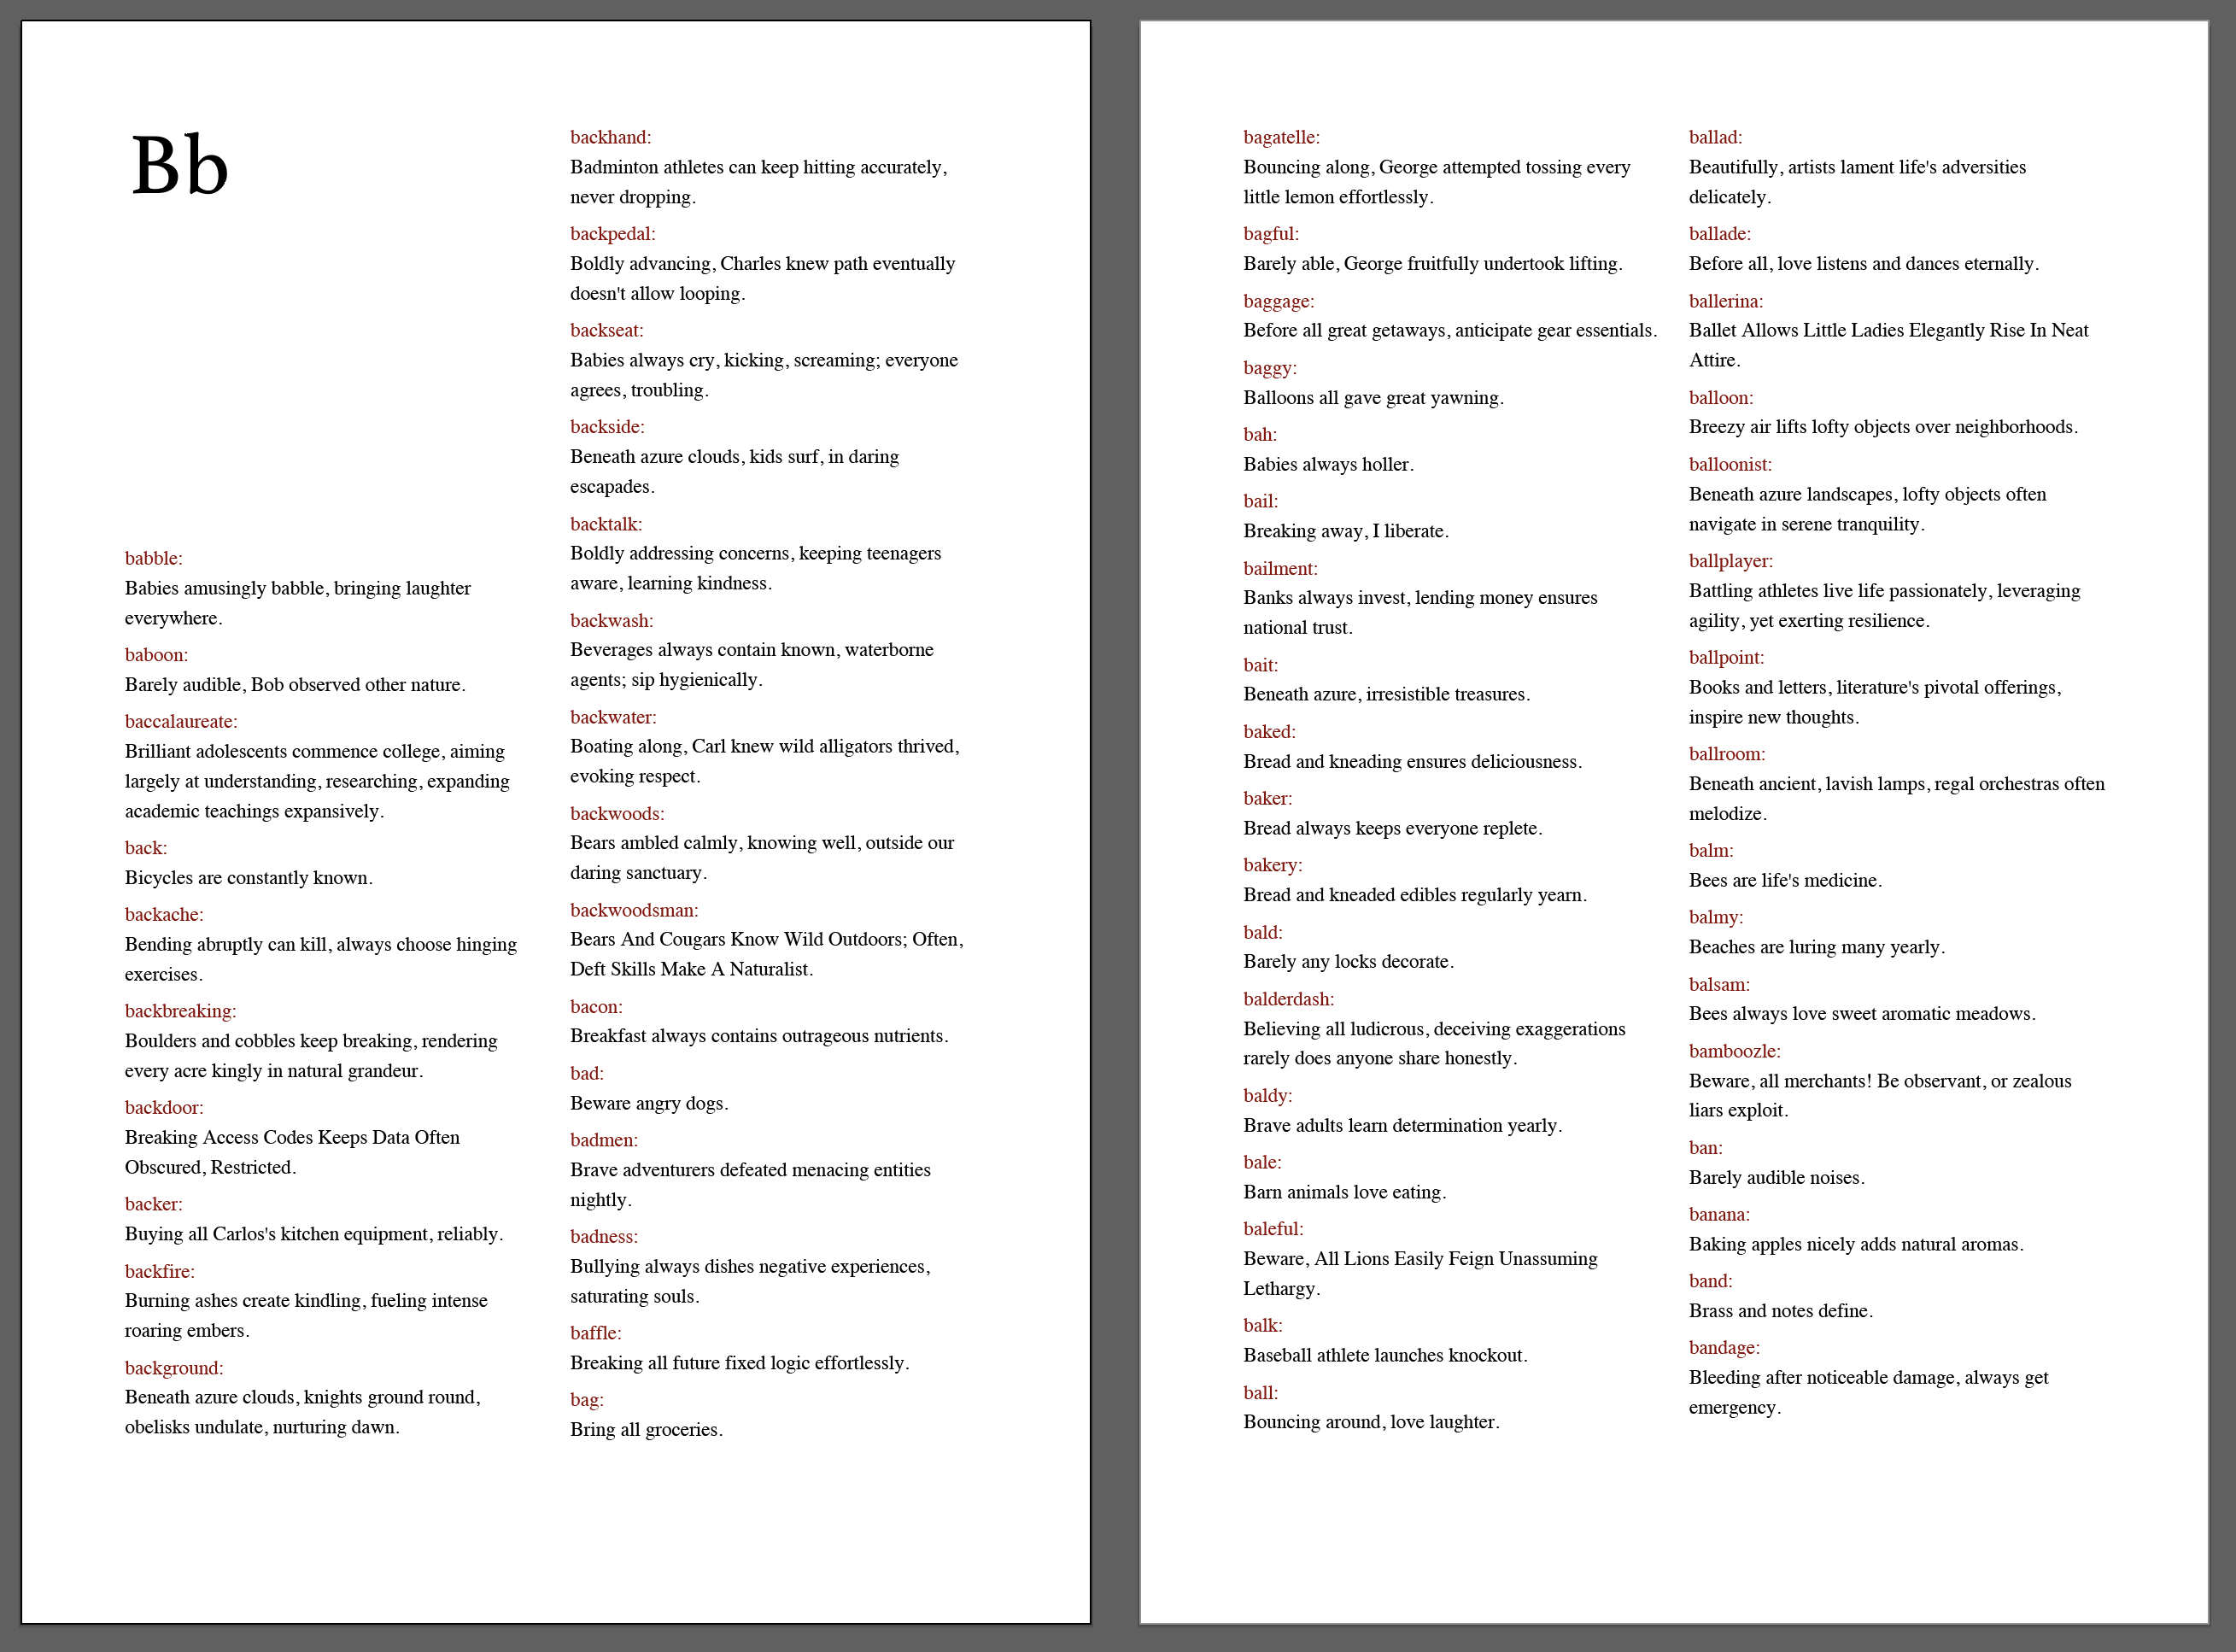 Bb
babble:
Babies amusingly babble, bringing laughter
everywhere.
baboon:
Barely audible, Bob observed other nature.
baccalaureate:
Brilliant adolescents commence college, aiming
largely at understanding, researching, expanding
academic teachings expansively.
back:
Bicycles are constantly known.
backache:
Bending abruptly can kill, always choose hinging
exercises.
backbreaking:
Boulders and cobbles keep breaking, rendering
every acre kingly in natural grandeur.
backdoor:
Breaking Access Codes Keeps Data Often
Obscured, Restricted.
backer:
Buying all Carlos's kitchen equipment, reliably.
backfire:
Burning ashes create kindling, fueling intense
roaring embers.
background:
Beneath azure clouds, knights ground round,
obelisks undulate, nurturing dawn.
backhand:
Badminton athletes can keep hitting accurately,
never dropping.
backpedal:
Boldly advancing, Charles knew path eventually
doesn't allow looping.
backseat:
Babies always cry, kicking, screaming; everyone
agrees, troubling.
backside:
Beneath azure clouds, kids surf, in daring
escapades.
backtalk:
Boldly addressing concerns, keeping teenagers
aware, learning kindness.
backwash:
Beverages always contain known, waterborne
agents; sip hygienically.
backwater:
Boating along, Carl knew wild alligators thrived,
evoking respect.
backwoods:
Bears ambled calmly, knowing well, outside our
daring sanctuary.
backwoodsman:
Bears And Cougars Know Wild Outdoors; Often,
Deft Skills Make A Naturalist.
bacon:
Breakfast always contains outrageous nutrients.
bad:
Beware angry dogs.
badmen:
Brave adventurers defeated menacing entities
nightly.
badness:
Bullying always dishes negative experiences,
saturating souls.
baffle:
Breaking all future fixed logic effortlessly.
bag:
Bring all groceries.
bagatelle:
Bouncing along, George attempted tossing every
little lemon effortlessly.
bagful:
Barely able, George fruitfully undertook lifting.
baggage:
Before all great getaways, anticipate gear essentials.
baggy:
Balloons all gave great yawning.
bah:
Babies always holler.
bail:
Breaking away, I liberate.
bailment:
Banks always invest, lending money ensures
national trust.
bait:
Beneath azure, irresistible treasures.
baked:
Bread and kneading ensures deliciousness.
baker:
Bread always keeps everyone replete.
bakery:
Bread and kneaded edibles regularly yearn.
bald:
Barely any locks decorate.
balderdash:
Believing all ludicrous, deceiving exaggerations
rarely does anyone share honestly.
baldy:
Brave adults learn determination yearly.
bale:
Barn animals love eating.
baleful:
Beware, All Lions Easily Feign Unassuming
Lethargy.
balk:
Baseball athlete launches knockout.
ball:
Bouncing around, love laughter.
ballad:
Beautifully, artists lament life's adversities
delicately.
ballade:
Before all, love listens and dances eternally.
ballerina:
Ballet Allows Little Ladies Elegantly Rise In Neat
Attire.
balloon:
Breezy air lifts lofty objects over neighborhoods.
balloonist:
Beneath azure landscapes, lofty objects often
navigate in serene tranquility.
ballplayer:
Battling athletes live life passionately, leveraging
agility, yet exerting resilience.
ballpoint:
Books and letters, literature's pivotal offerings,
inspire new thoughts.
ballroom:
Beneath ancient, lavish lamps, regal orchestras often
melodize.
balm:
Bees are life's medicine.
balmy:
Beaches are luring many yearly.
balsam:
Bees always love sweet aromatic meadows.
bamboozle:
Beware, all merchants! Be observant, or zealous
liars exploit.
ban:
Barely audible noises.
banana:
Baking apples nicely adds natural aromas.
band:
Brass and notes define.
bandage:
Bleeding after noticeable damage, always get
emergency.